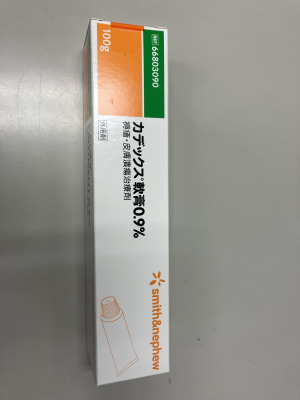 66803090
100g
カデックス®軟膏0.9%
褥瘡・皮膚潰瘍治療剤
外用剤
smith&nephew